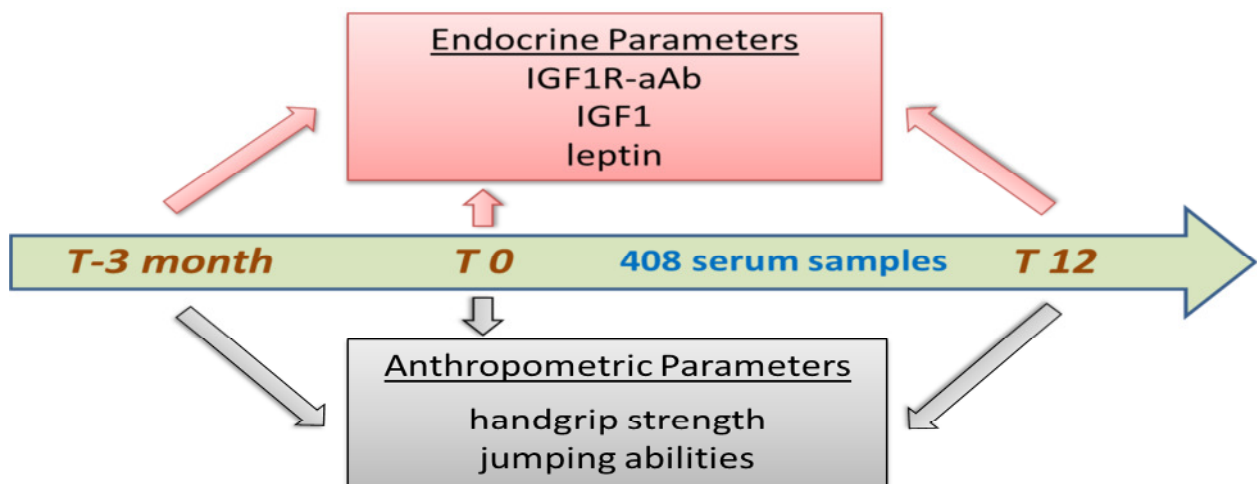 Endocrine Parameters
IGF1R-aAb
IGF1
leptin
T-3 month T 0 408 serum samples T 12
Anthropometric Parameters
handgrip strength
jumping abilities